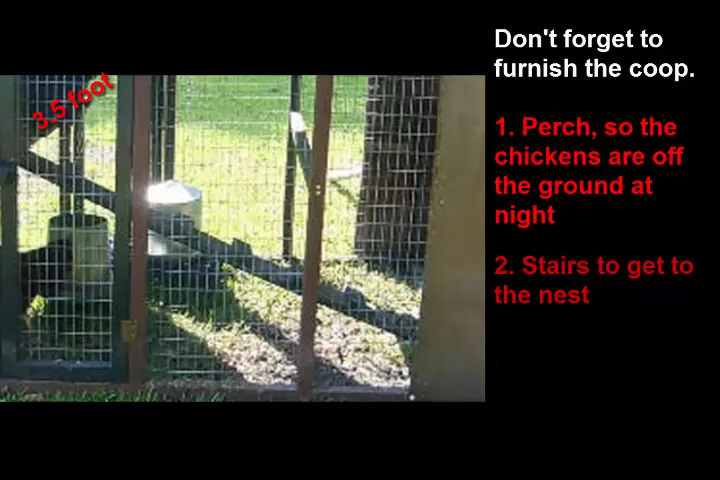 3.5 foot
Don't forget to
furnish the coop.
1. Perch, so the
chickens are off
the ground at
night
2. Stairs to get to
the nest